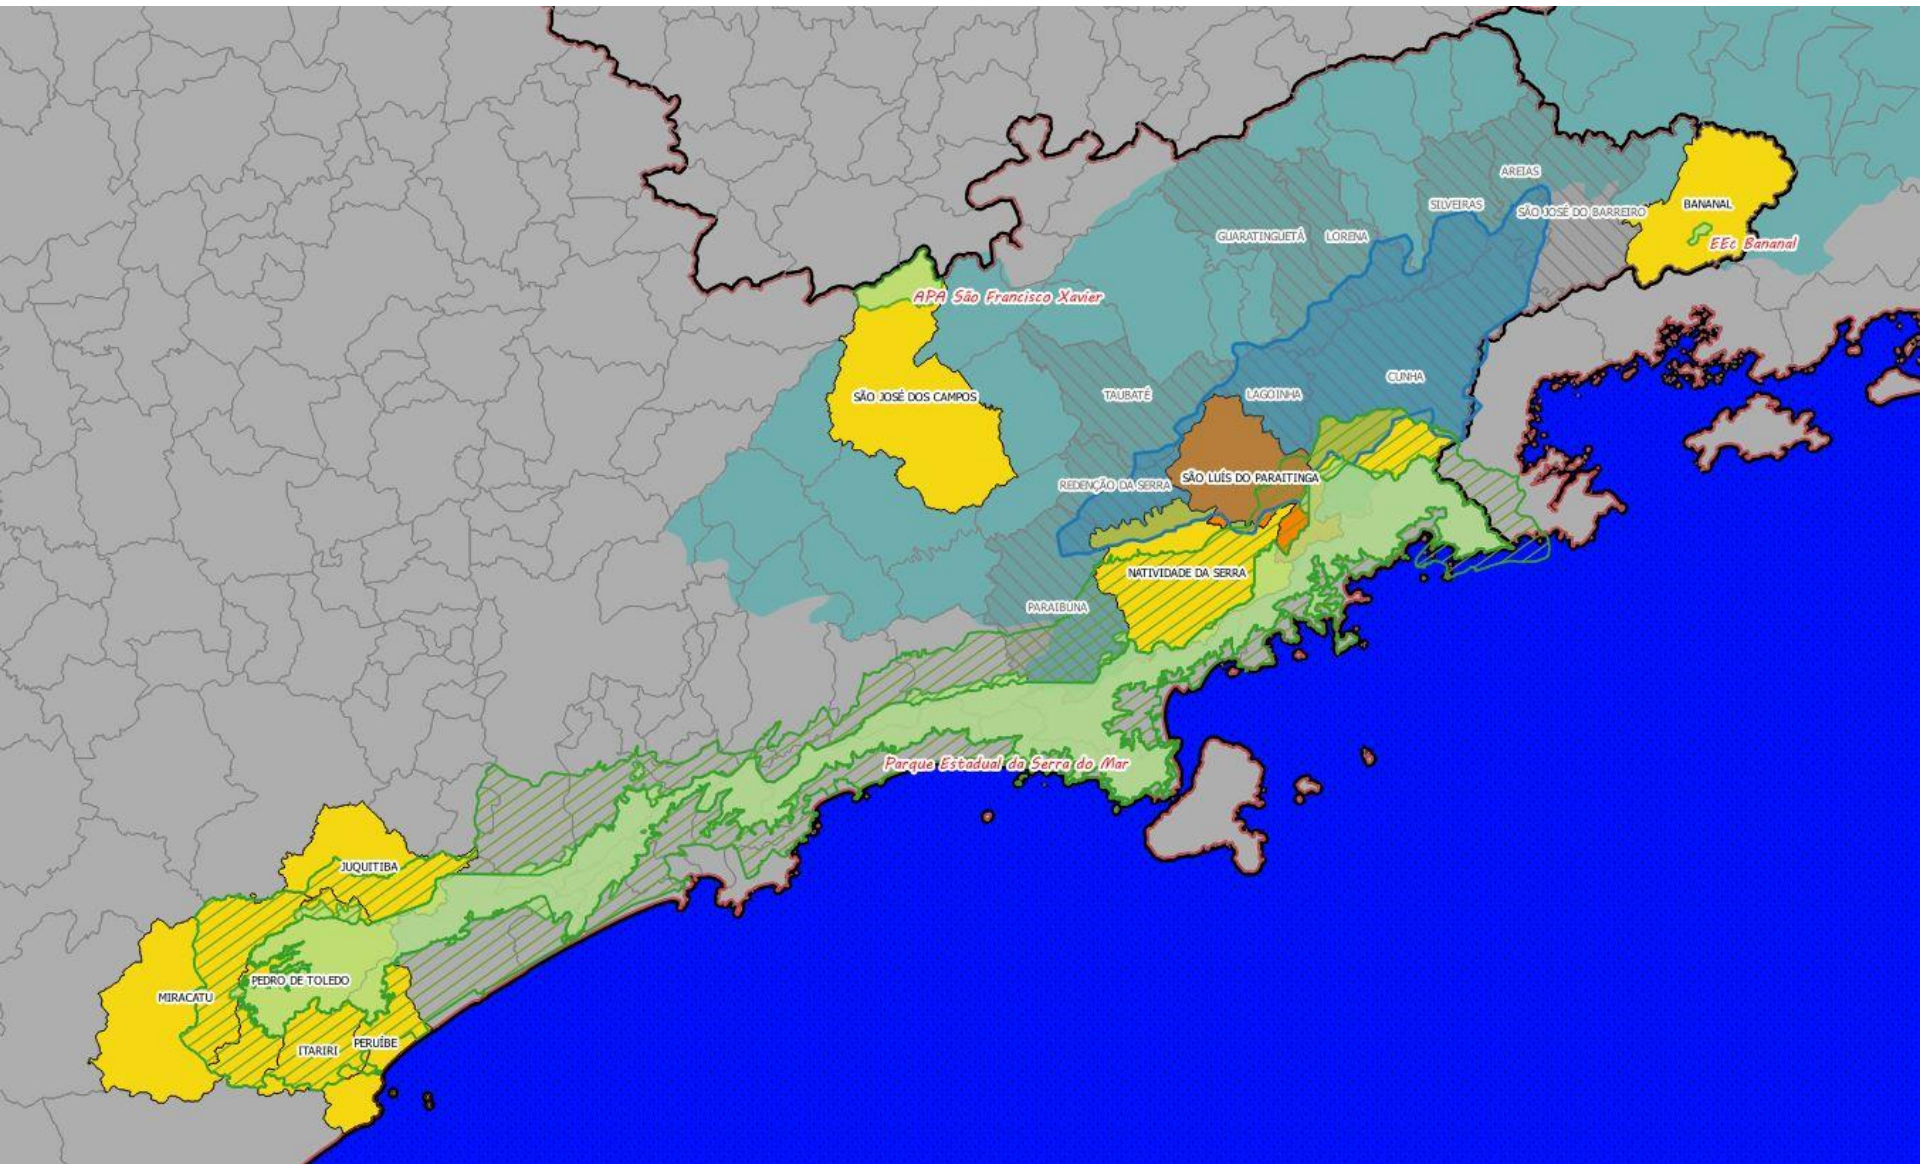 AREIAS
SILVEIRAS
SÃO JOSÉ DO BARREIRO
BANANAL
GUARATINGUETÁ
LORENA
EEc Bananal
APA São Francisco Xavier
CUNHA
SÃO JOSÉ DOS CAMPOS
TAUBATÉ
LAGOINHA
SÃO LUÍS DO PARAITINGA
REDENÇÃO DA SERRA
NATIVIDADE DA SERRA
PARAIBUNA
Parque Estadual da Serra do Mar
JUQUITIBA
PEDRO DE TOLEDO
MIRACATU
PERUÍBE
ITARIRI